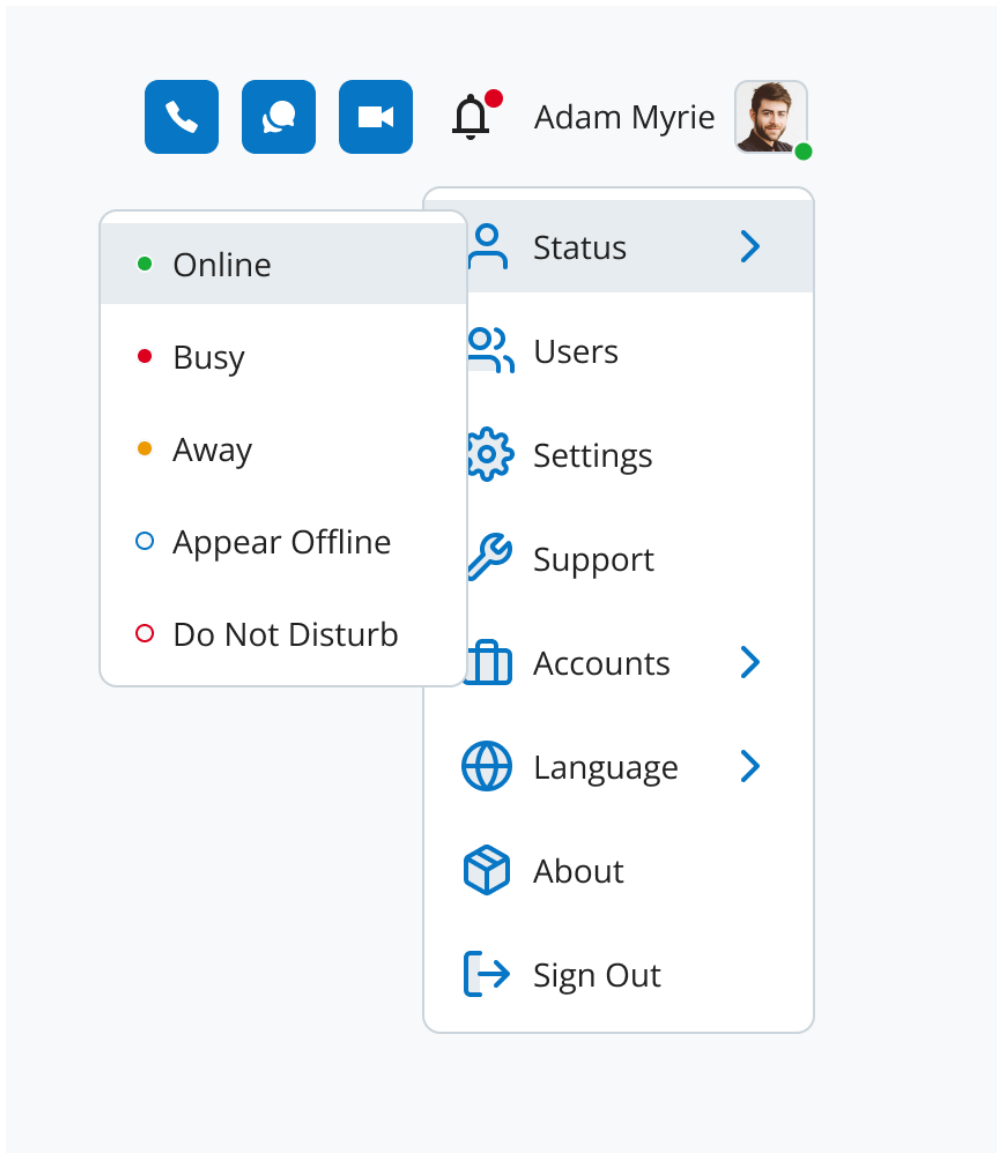 Adam Myrie
Online
Busy
Away
Appear Offline
Do Not Disturb
Status
Users
Settings
Support
Accounts
Language
About
Sign Out